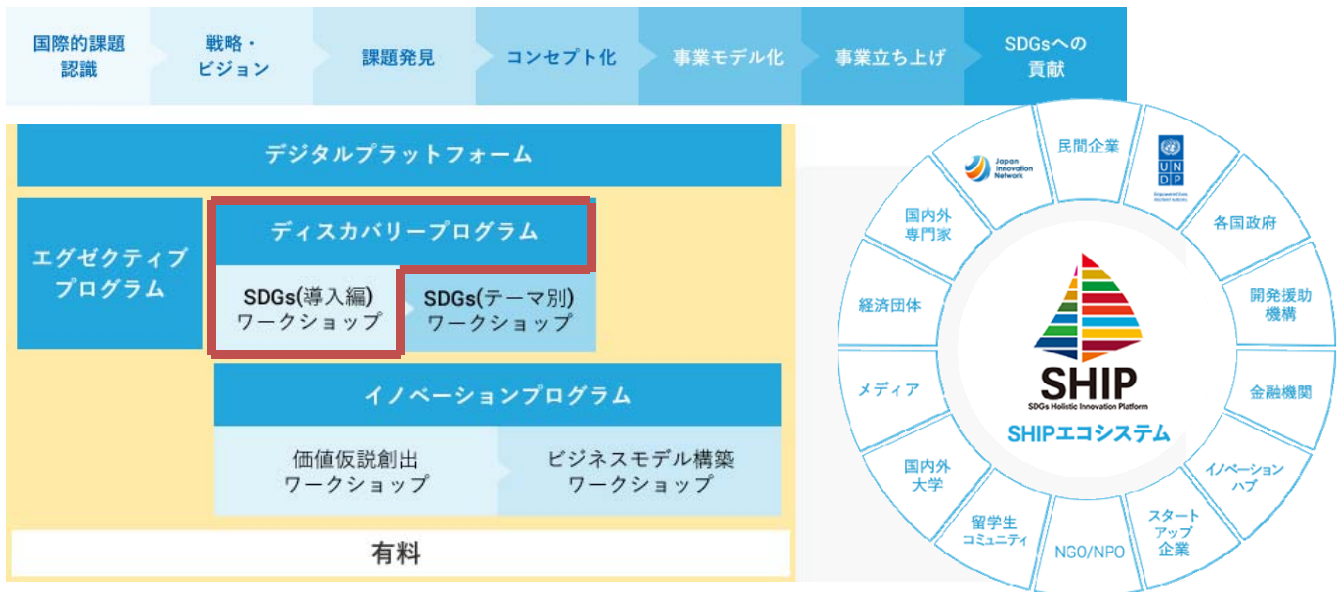 国際的課題
認識
戦略・
ビジョン
課題発見
コンセプト化
事業モデル化
事業立ち上げ
SDGsへの
貢献
デジタルプラットフォーム
エグゼクティブ
プログラム
ディスカバリープログラム
SDGs(導入編)
ワークショップ
SDGs(テーマ別)
ワークショップ
イノベーションプログラム
価値仮説創出
ワークショップ
ビジネスモデル構築
ワークショップ
有料
民間企業
U N
D P
Empowered lives.
Resilient nations.
各国政府
開発援助
機構
金融機関
イノベーション
ハブ
スタート
アップ
企業
NGO/NPO
留学生
コミュニティ
国内外
大学
メディア
経済団体
国内外
専門家
Japan
Innovation
Network
SHIP
SDGs Holistic Innovation Platform
SHIPエコシステム